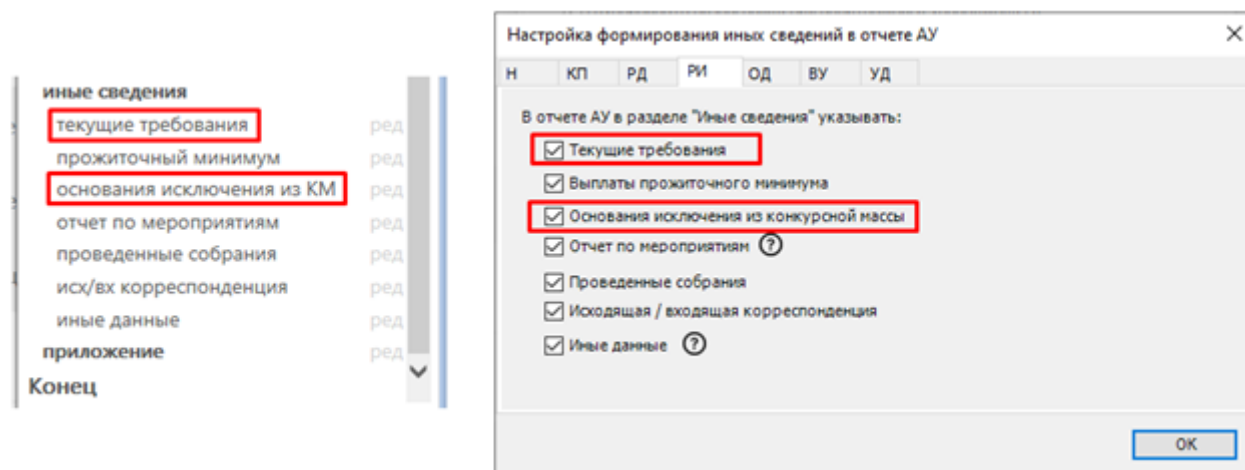 иные сведения
текущие требования ред
прожиточный минимум ред
основания исключения из КМ ред
отчет по мероприятиям ред
проведенные собрания ред
исх/вх корреспонденция ред
иные данные ред
приложение ред
Конец
Настройка формирования иных сведений в отчете АУ
Н КП РД РИ ОД ВУ УД
В отчете АУ в разделе "Иные сведения" указывать:
Текущие требования
Выплаты прожиточного минимума
Основания исключения из конкурсной массы
Отчет по мероприятиям ?
Проведенные собрания
Исходящая / входящая корреспонденция
Иные данные ?
ОК